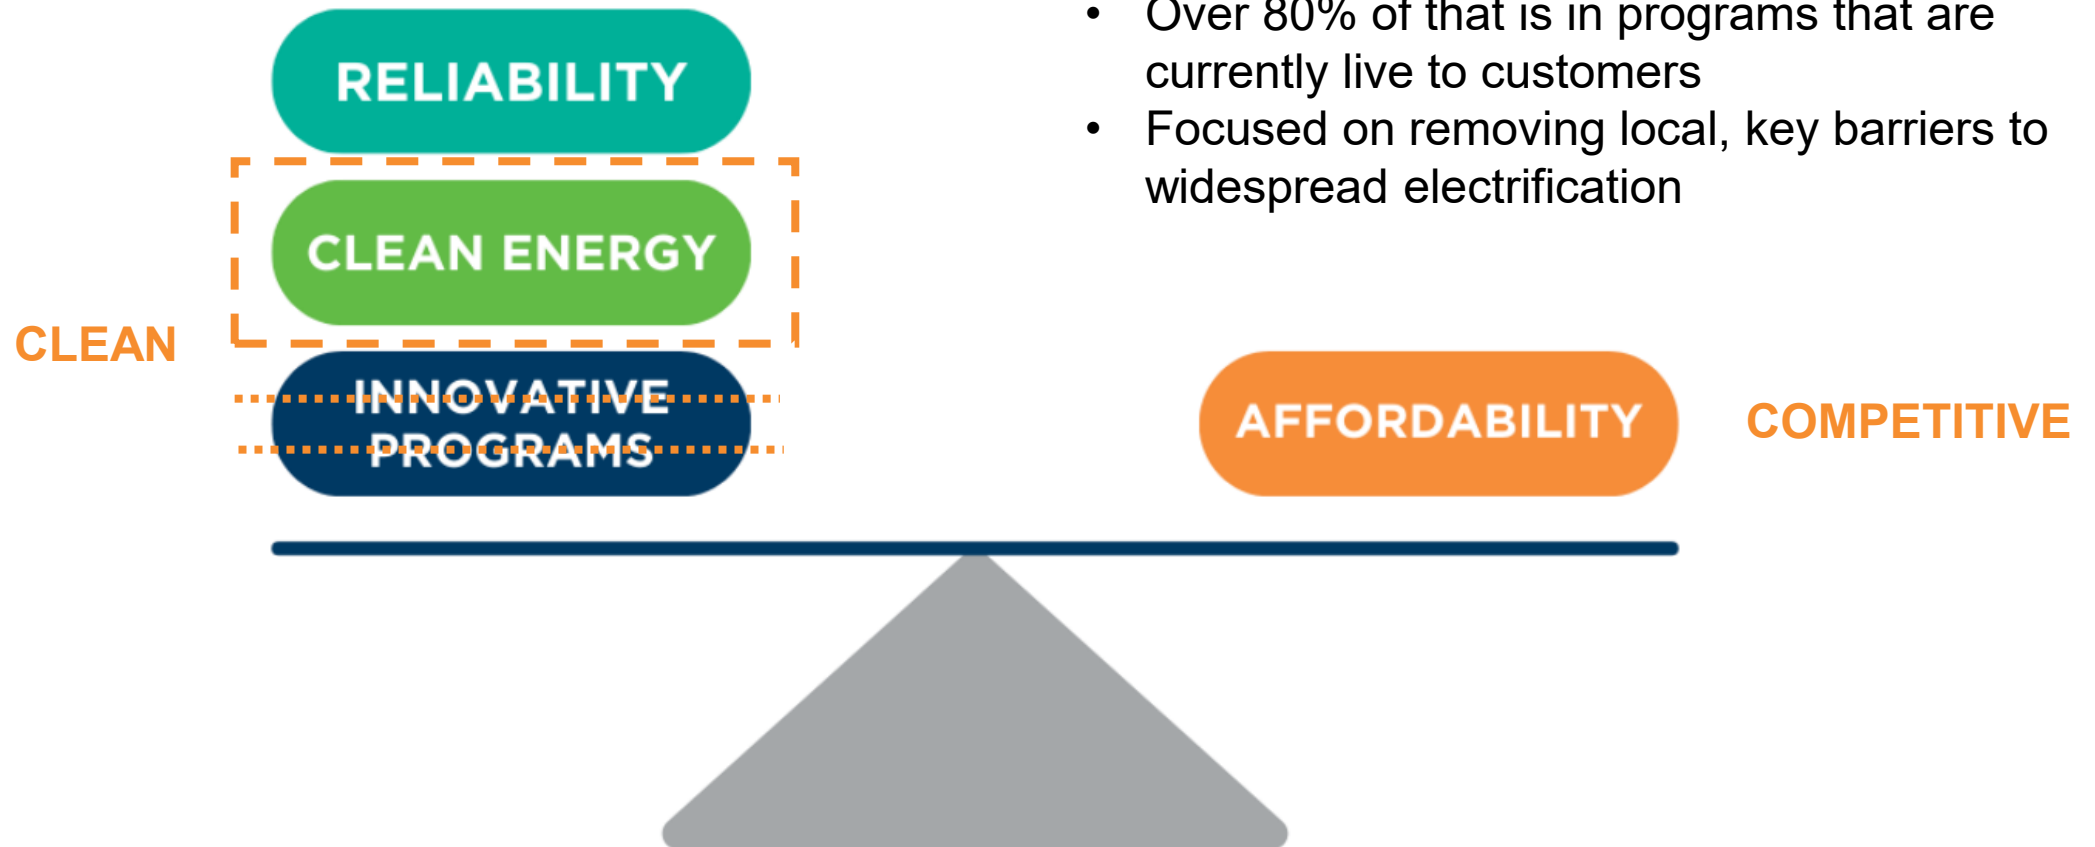 RELIABILITY
CLEAN ENERGY
CLEAN
INNOVATIVE
PROGRAMS
• Over 80% of that is in programs that are
currently live to customers
• Focused on removing local, key barriers to
widespread electrification
AFFORDABILITY
COMPETITIVE